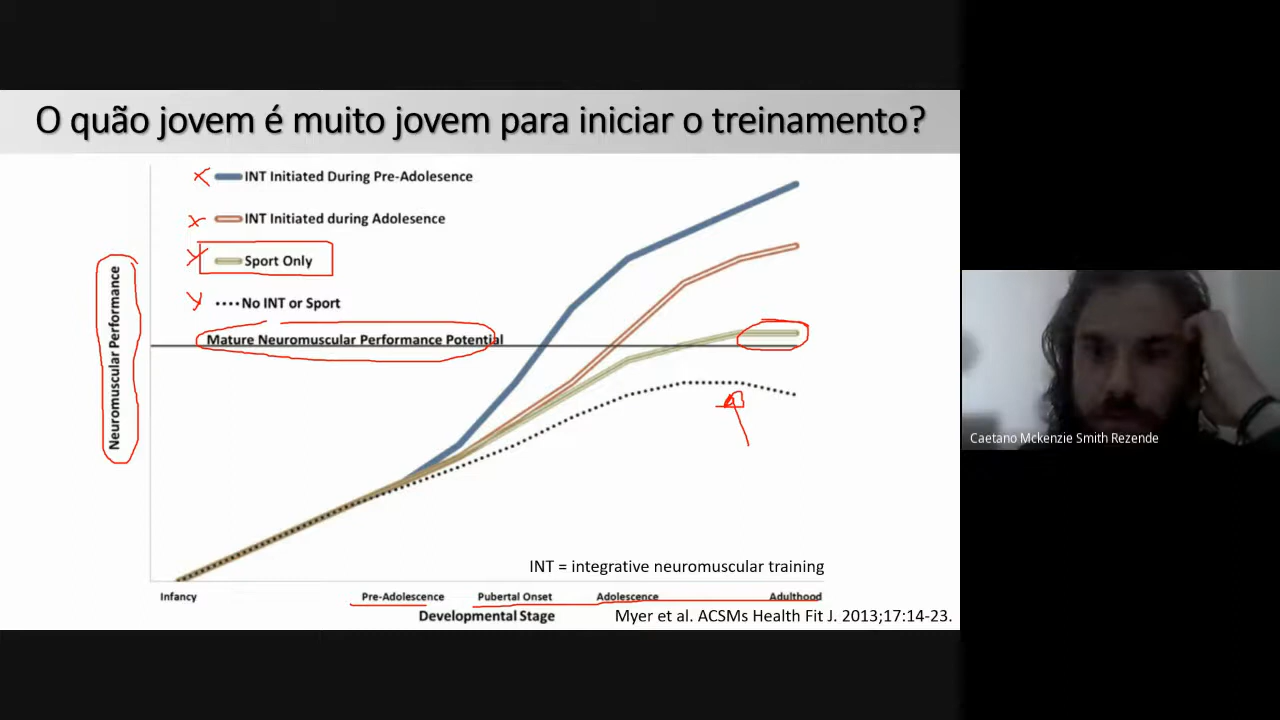 O quão jovem é muito jovem para iniciar o treinamento?
INT Initiated During Pre-Adolesence
INT Initiated during Adolesence
Sport Only
No INT or Sport
Mature Neuromuscular Performance Potential
Neuromuscular Performance
Caetano Mckenzie Smith Rezende
INT = integrative neuromuscular training
Infancy Pre-Adolescence Pubertal Onset Adolescence Adulthood
Developmental Stage
Myer et al. ACSMs Health Fit J. 2013;17:14-23.